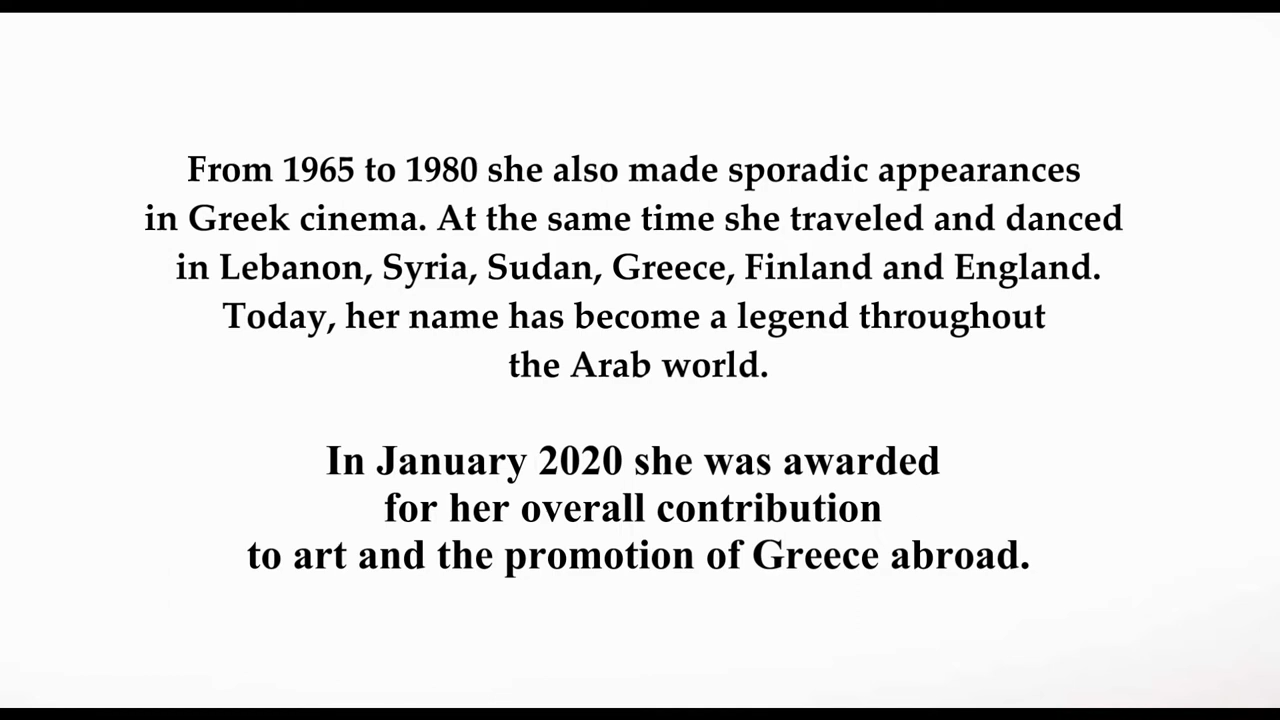 From 1965 to 1980 she also made sporadic appearances
in Greek cinema. At the same time she traveled and danced
in Lebanon, Syria, Sudan, Greece, Finland and England.
Today, her name has become a legend throughout
the Arab world.
In January 2020 she was awarded
for her overall contribution
to art and the promotion of Greece abroad.